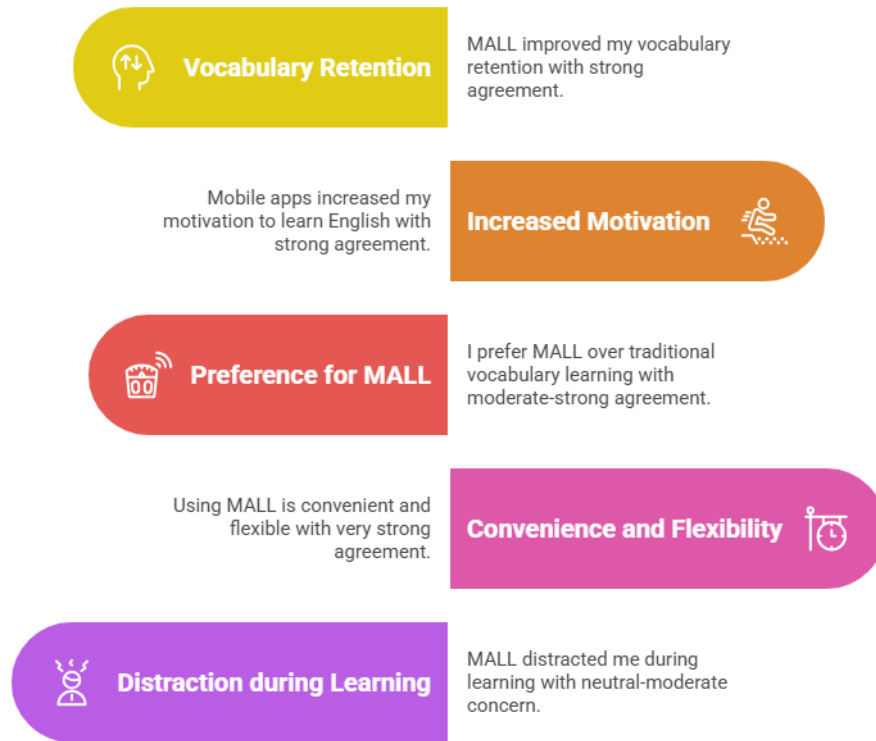 Vocabulary Retention
MALL improved my vocabulary
retention with strong
agreement.
Mobile apps increased my
motivation to learn English with
strong agreement.
Increased Motivation
Preference for MALL
I prefer MALL over traditional
vocabulary learning with
moderate-strong agreement.
Using MALL is convenient and
flexible with very strong
agreement.
Convenience and Flexibility
Distraction during Learning
MALL distracted me during
learning with neutral-moderate
concern.